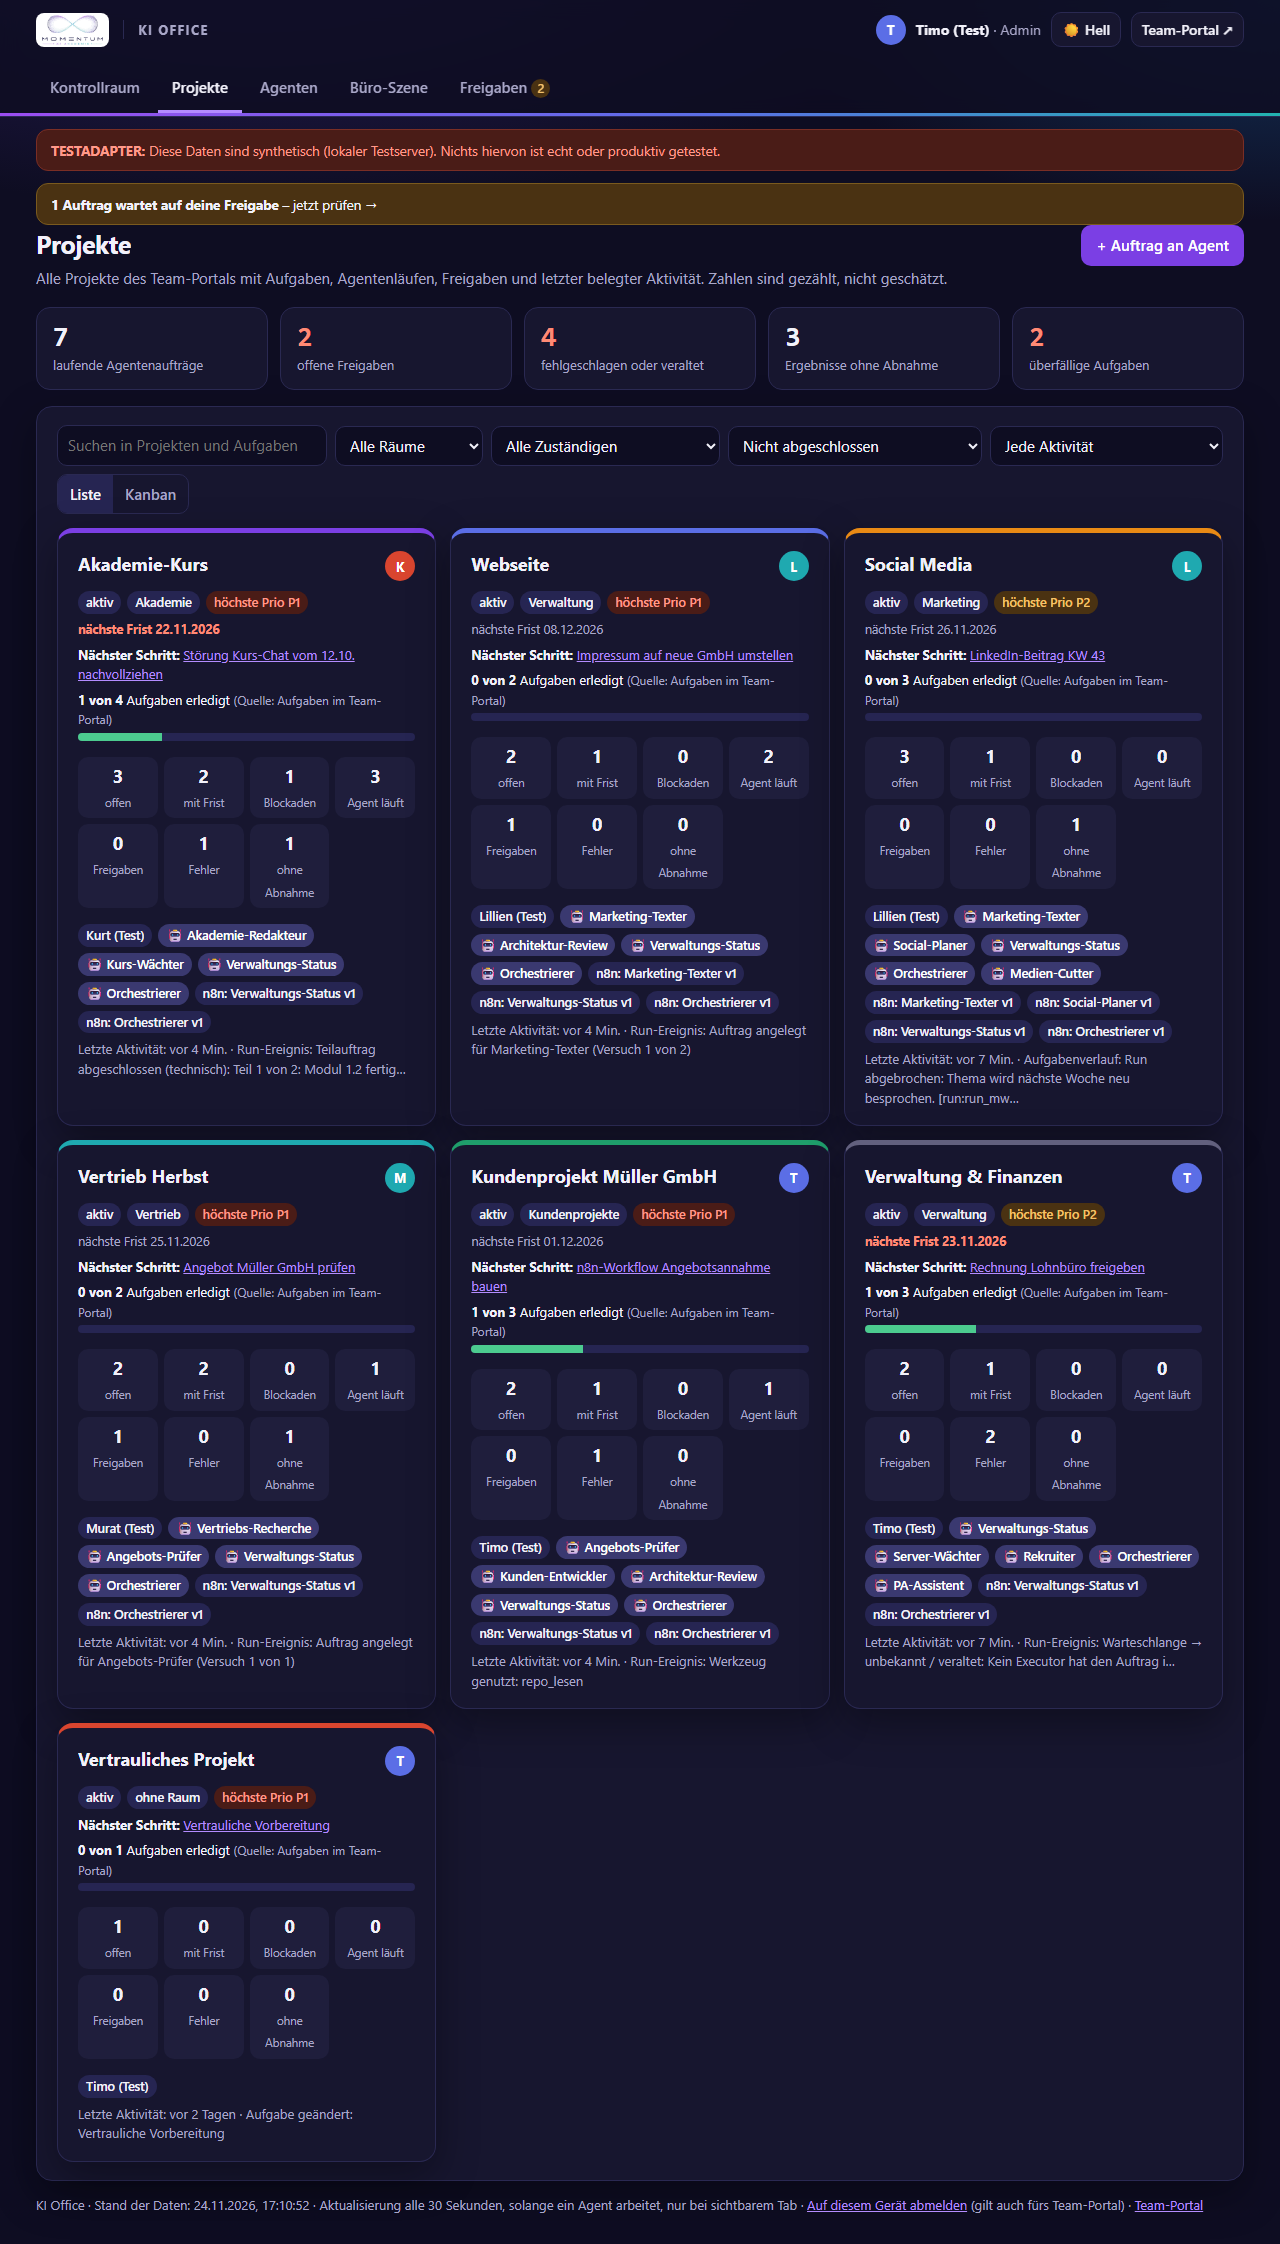 MOMENTUM
KI OFFICE
T Timo (Test) · Admin
Hell
Team-Portal ↗
Kontrollraum
Projekte
Agenten
Büro-Szene
Freigaben 2
TESTADAPTER: Diese Daten sind synthetisch (lokaler Testserver). Nichts hiervon ist echt oder produktiv getestet.
1 Auftrag wartet auf deine Freigabe – jetzt prüfen →
Projekte
+ Auftrag an Agent
Alle Projekte des Team-Portals mit Aufgaben, Agentenläufen, Freigaben und letzter belegter Aktivität. Zahlen sind gezählt, nicht geschätzt.
7
laufende Agentenaufträge
2
offene Freigaben
4
fehlgeschlagen oder veraltet
3
Ergebnisse ohne Abnahme
2
überfällige Aufgaben
Suchen in Projekten und Aufgaben
Alle Räume
Alle Zuständigen
Nicht abgeschlossen
Jede Aktivität
Liste
Kanban
Akademie-Kurs
K
aktiv Akademie höchste Prio P1
nächste Frist 22.11.2026
Nächster Schritt: Störung Kurs-Chat vom 12.10.
nachvollziehen
1 von 4 Aufgaben erledigt (Quelle: Aufgaben im Team-
Portal)
3 offen
2 mit Frist
1 Blockaden
3 Agent läuft
0 Freigaben
1 Fehler
1 ohne
Abnahme
Kurt (Test) Akademie-Redakteur
Kurs-Wächter Verwaltungs-Status
Orchestrierer n8n: Verwaltungs-Status v1
n8n: Orchestrierer v1
Letzte Aktivität: vor 4 Min. · Run-Ereignis: Teilauftrag
abgeschlossen (technisch): Teil 1 von 2: Modul 1.2 fertig...
Webseite
L
aktiv Verwaltung höchste Prio P1
nächste Frist 08.12.2026
Nächster Schritt: Impressum auf neue GmbH umstellen
0 von 2 Aufgaben erledigt (Quelle: Aufgaben im Team-
Portal)
2 offen
1 mit Frist
0 Blockaden
2 Agent läuft
1 Freigaben
0 Fehler
0 ohne
Abnahme
Lillien (Test) Marketing-Texter
Architektur-Review Verwaltungs-Status
Orchestrierer n8n: Marketing-Texter v1
n8n: Verwaltungs-Status v1 n8n: Orchestrierer v1
Letzte Aktivität: vor 4 Min. · Run-Ereignis: Auftrag angelegt
für Marketing-Texter (Versuch 1 von 2)
Social Media
L
aktiv Marketing höchste Prio P2
nächste Frist 26.11.2026
Nächster Schritt: LinkedIn-Beitrag KW 43
0 von 3 Aufgaben erledigt (Quelle: Aufgaben im Team-
Portal)
3 offen
1 mit Frist
0 Blockaden
0 Agent läuft
0 Freigaben
0 Fehler
1 ohne
Abnahme
Lillien (Test) Marketing-Texter
Social-Planer Verwaltungs-Status
Orchestrierer Medien-Cutter
n8n: Marketing-Texter v1 n8n: Social-Planer v1
n8n: Verwaltungs-Status v1 n8n: Orchestrierer v1
Letzte Aktivität: vor 7 Min. · Aufgabenverlauf: Run
abgebrochen: Thema wird nächste Woche neu
besprochen. [run:run_mw...
Vertrieb Herbst
M
aktiv Vertrieb höchste Prio P1
nächste Frist 25.11.2026
Nächster Schritt: Angebot Müller GmbH prüfen
0 von 2 Aufgaben erledigt (Quelle: Aufgaben im Team-
Portal)
2 offen
2 mit Frist
0 Blockaden
1 Agent läuft
1 Freigaben
0 Fehler
1 ohne
Abnahme
Murat (Test) Vertriebs-Recherche
Angebots-Prüfer Verwaltungs-Status
Orchestrierer n8n: Verwaltungs-Status v1
n8n: Orchestrierer v1
Letzte Aktivität: vor 4 Min. · Run-Ereignis: Auftrag angelegt
für Angebots-Prüfer (Versuch 1 von 1)
Kundenprojekt Müller GmbH
T
aktiv Kundenprojekte höchste Prio P1
nächste Frist 01.12.2026
Nächster Schritt: n8n-Workflow Angebotsannahme
bauen
1 von 3 Aufgaben erledigt (Quelle: Aufgaben im Team-
Portal)
2 offen
1 mit Frist
0 Blockaden
1 Agent läuft
0 Freigaben
1 Fehler
0 ohne
Abnahme
Timo (Test) Angebots-Prüfer
Kunden-Entwickler Architektur-Review
Verwaltungs-Status Orchestrierer
n8n: Verwaltungs-Status v1 n8n: Orchestrierer v1
Letzte Aktivität: vor 4 Min. · Run-Ereignis: Werkzeug
genutzt: repo_lesen
Verwaltung & Finanzen
T
aktiv Verwaltung höchste Prio P2
nächste Frist 23.11.2026
Nächster Schritt: Rechnung Lohnbüro freigeben
1 von 3 Aufgaben erledigt (Quelle: Aufgaben im Team-
Portal)
2 offen
1 mit Frist
0 Blockaden
0 Agent läuft
0 Freigaben
2 Fehler
0 ohne
Abnahme
Timo (Test) Verwaltungs-Status
Server-Wächter Rekruiter Orchestrierer
PA-Assistent n8n: Verwaltungs-Status v1
n8n: Orchestrierer v1
Letzte Aktivität: vor 7 Min. · Run-Ereignis: Warteschlange →
unbekannt / veraltet: Kein Executor hat den Auftrag i...
Vertrauliches Projekt
T
aktiv ohne Raum höchste Prio P1
Nächster Schritt: Vertrauliche Vorbereitung
0 von 1 Aufgaben erledigt (Quelle: Aufgaben im Team-
Portal)
1 offen
0 mit Frist
0 Blockaden
0 Agent läuft
0 Freigaben
0 Fehler
0 ohne
Abnahme
Timo (Test)
Letzte Aktivität: vor 2 Tagen · Aufgabe geändert:
Vertrauliche Vorbereitung
KI Office · Stand der Daten: 24.11.2026, 17:10:52 · Aktualisierung alle 30 Sekunden, solange ein Agent arbeitet, nur bei sichtbarem Tab · Auf diesem Gerät abmelden (gilt auch fürs Team-Portal) · Team-Portal